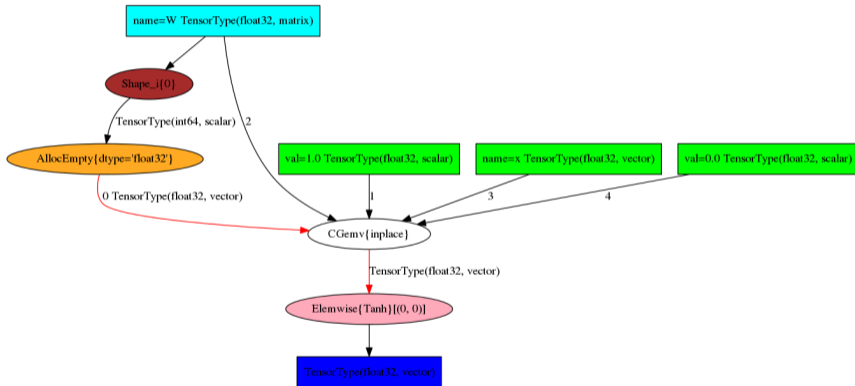 name=W TensorType(float32, matrix)
Shape_i{0}
TensorType(int64, scalar)
2
AllocEmpty{dtype='float32'}
val=1.0 TensorType(float32, scalar)
name=x TensorType(float32, vector)
val=0.0 TensorType(float32, scalar)
0 TensorType(float32, vector)
1
3
4
CGemv{inplace}
TensorType(float32, vector)
Elemwise{Tanh}[(0, 0)]
TensorType(float32, vector)